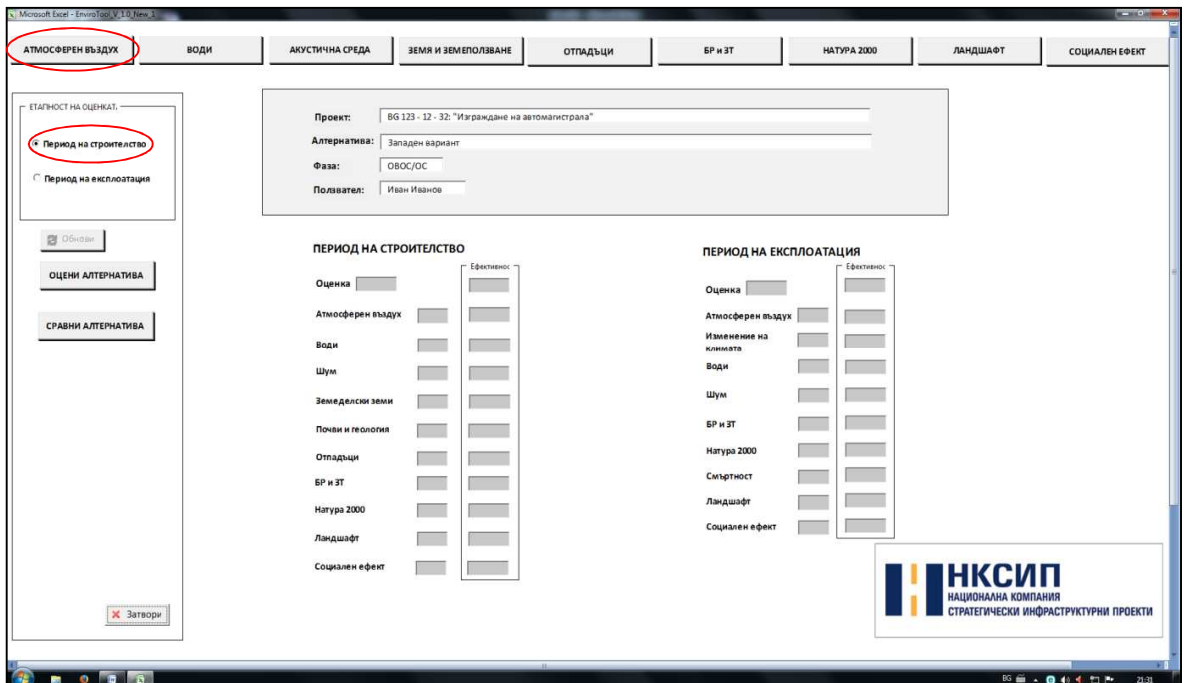 Microsoft Excel - EnviroTool_V_1.0_New_1
АТМОСФЕРЕН ВЪЗДУХ
ВОДИ
АКУСТИЧНА СРЕДА
ЗЕМЯ И ЗЕМЕПОЛЗВАНЕ
ОТПАДЪЦИ
БР и ЗТ
НАТУРА 2000
ЛАНДШАФТ
СОЦИАЛЕН ЕФЕКТ
ЕТАПНОСТ НА ОЦЕНКАТ.
Период на строителство
Период на експлоатация
Обнови
ОЦЕНИ АЛТЕРНАТИВА
СРАВНИ АЛТЕРНАТИВА
Затвори
Проект: BG 123 - 12 - 32: "Изграждане на автомагистрала"
Алтернатива: Западен вариант
Фаза: ОВОС/ОС
Ползвател: Иван Иванов
ПЕРИОД НА СТРОИТЕЛСТВО
Ефективнос
Оценка
Атмосферен въздух
Води
Шум
Земеделски земи
Почви и геология
Отпадъци
БР и ЗТ
Натура 2000
Ландшафт
Социален ефект
ПЕРИОД НА ЕКСПЛОАТАЦИЯ
Ефективнос
Оценка
Атмосферен въздух
Изменение на
климата
Води
Шум
БР и ЗТ
Натура 2000
Смъртност
Ландшафт
Социален ефект
НКСИП
НАЦИОНАЛНА КОМПАНИЯ
СТРАТЕГИЧЕСКИ ИНФРАСТРУКТУРНИ ПРОЕКТИ
BG
21:31